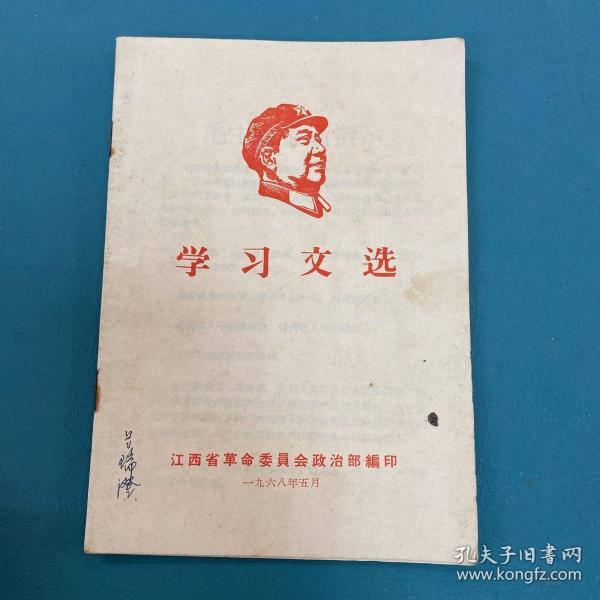 学习文选
江西省革命委員会政治部編印
一九六八年五月
孔夫子旧書网
www.kongfz.com